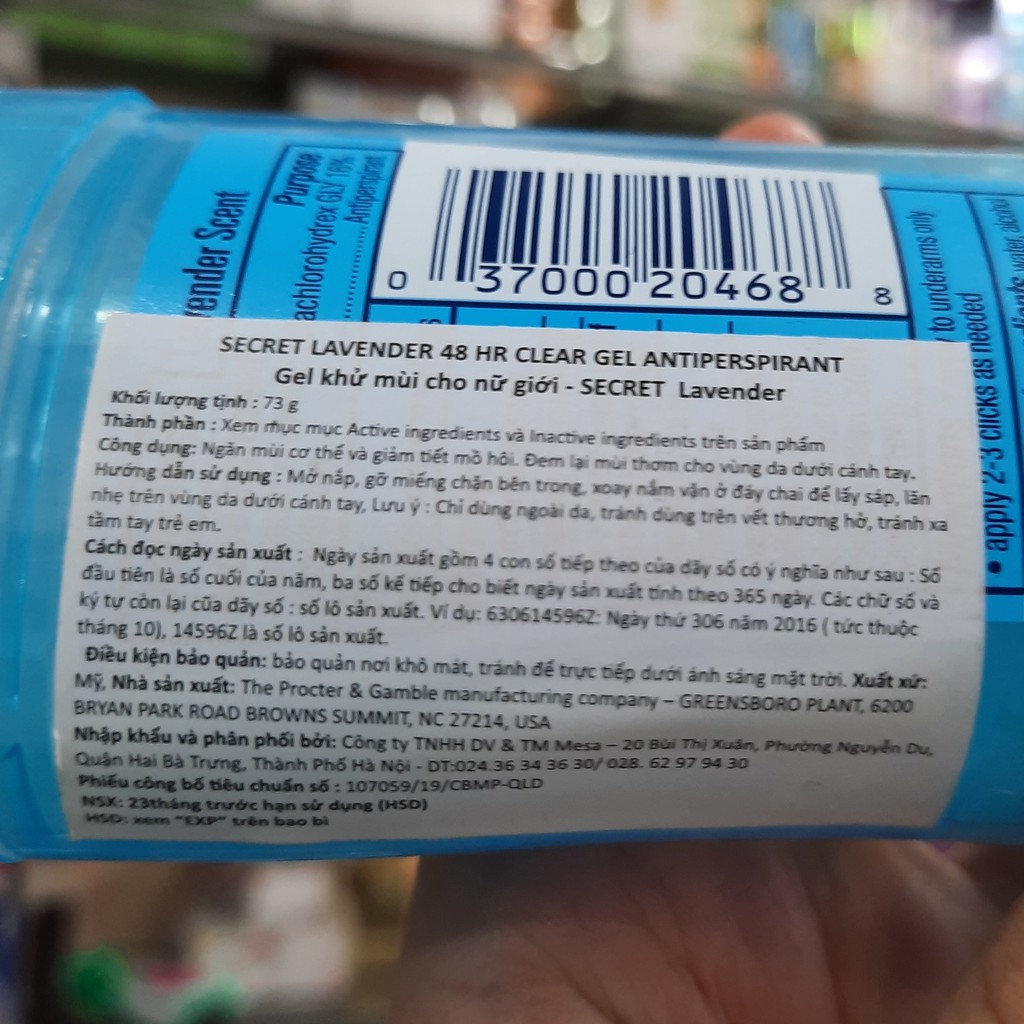 Purpose
achlorohydrex GLY 16%
Antiperspirant
Scent
0 37000 20468 8
to underarms only
• apply 2-3 clicks as needed
water, alcohol
SECRET LAVENDER 48 HR CLEAR GEL ANTIPERSPIRANT
Gel khử mùi cho nữ giới - SECRET Lavender
Khối lượng tịnh : 73 g
Thành phần : Xem mục mục Active ingredients và Inactive ingredients trên sản phẩm
Công dụng: Ngăn mùi cơ thể và giảm tiết mồ hôi. Đem lại mùi thơm cho vùng da dưới cánh tay.
Hướng dẫn sử dụng : Mở nắp, gỡ miếng chặn bên trong, xoay nắm vặn ở đáy chai để lấy sáp, lăn
nhẹ trên vùng da dưới cánh tay, Lưu ý : Chỉ dùng ngoài da, tránh dùng trên vết thương hở, tránh xa
tầm tay trẻ em.
Cách đọc ngày sản xuất : Ngày sản xuất gồm 4 con số tiếp theo của dãy số có ý nghĩa như sau : Số
đầu tiên là số cuối của năm, ba số kế tiếp cho biết ngày sản xuất tính theo 365 ngày. Các chữ số và
ký tự còn lại cũa dãy số : số lô sản xuất. Ví dụ: 630614596Z: Ngày thứ 306 năm 2016 ( tức thuộc
tháng 10), 14596Z là số lô sản xuất.
Điều kiện bảo quản: bảo quản nơi khô mát, tránh để trực tiếp dưới ánh sáng mặt trời. Xuất xứ:
Mỹ, Nhà sản xuất: The Procter & Gamble manufacturing company – GREENSBORO PLANT, 6200
BRYAN PARK ROAD BROWNS SUMMIT, NC 27214, USA
Nhập khẩu và phân phối bởi: Công ty TNHH DV & TM Mesa – 20 Bùi Thị Xuân, Phường Nguyễn Du,
Quận Hai Bà Trưng, Thành Phố Hà Nội - DT:024.36 34 36 30/ 028. 62 97 94 30
Phiếu công bố tiêu chuẩn số : 107059/19/CBMP-QLD
NSX: 23tháng trước hạn sử dụng (HSD)
HSD: xem "EXP" trên bao bì